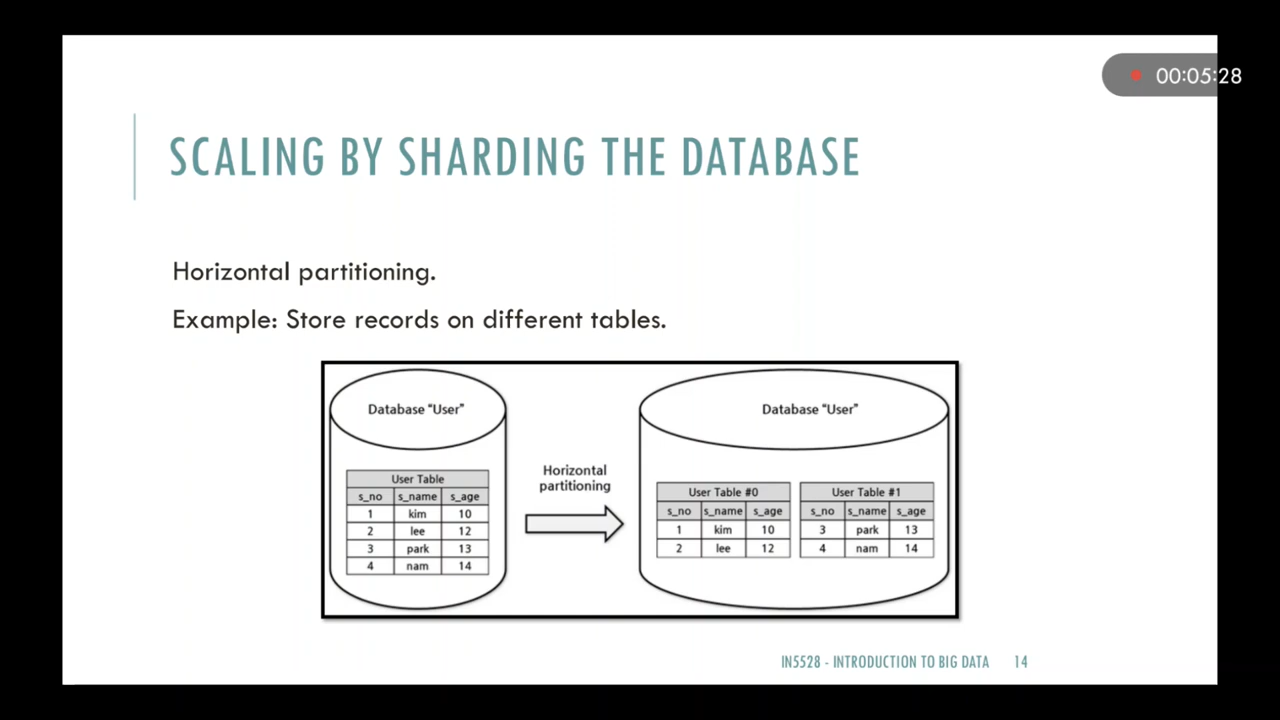 00:05:28
SCALING BY SHARDING THE DATABASE
Horizontal partitioning.
Example: Store records on different tables.
Database "User"
User Table
s_no s_name s_age
1 kim 10
2 lee 12
3 park 13
4 nam 14
Horizontal
partitioning
Database "User"
User Table #0
s_no s_name s_age
1 kim 10
2 lee 12
User Table #1
s_no s_name s_age
3 park 13
4 nam 14
IN5528 - INTRODUCTION TO BIG DATA 14